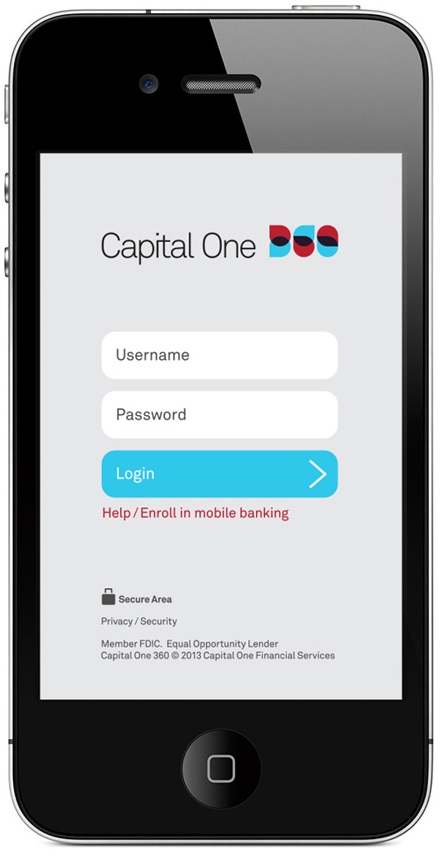 Capital One 360
Username
Password
Login
Help / Enroll in mobile banking
Secure Area
Privacy / Security
Member FDIC. Equal Opportunity Lender
Capital One 360 © 2013 Capital One Financial Services